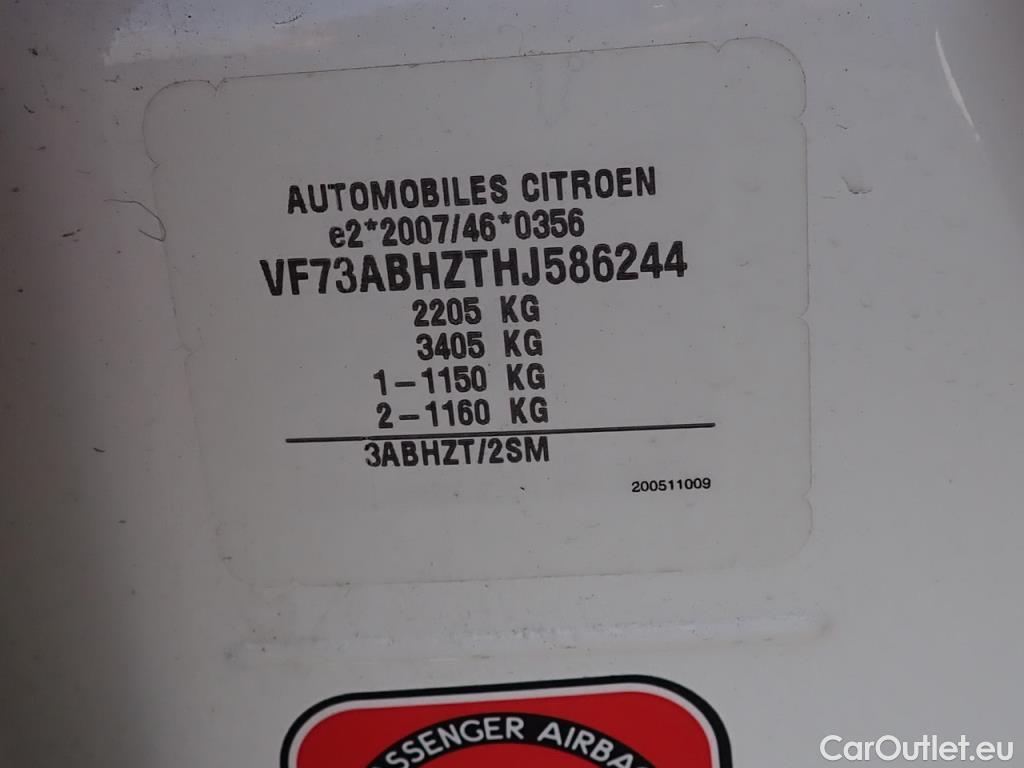 AUTOMOBILES CITROEN
e2*2007/46*0356
VF73ABHZTHJ586244
2205 KG
3405 KG
1-1150 KG
2-1160 KG
3ABHZT/2SM
200511009
SSENGER AIRBA
CarOutlet.eu